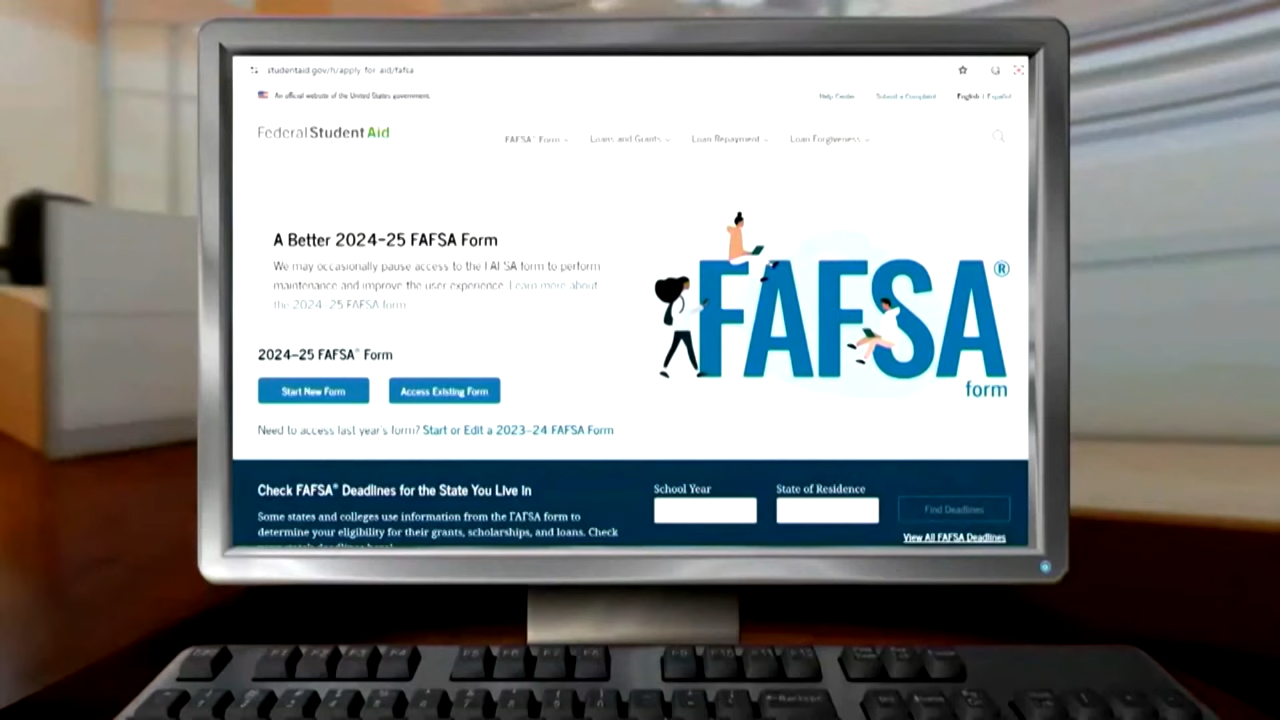 studentaid.gov/h/apply-for-aid/fafsa
An official website of the United States government.
Help Center Submit a Complaint English | Español
Federal Student Aid
FAFSA® Form Loans and Grants Loan Repayment Loan Forgiveness
A Better 2024–25 FAFSA Form
We may occasionally pause access to the FAFSA form to perform
maintenance and improve the user experience. Learn more about
the 2024–25 FAFSA form
FAFSA®
form
2024–25 FAFSA® Form
Start New Form Access Existing Form
Need to access last year's form? Start or Edit a 2023–24 FAFSA Form
Check FAFSA® Deadlines for the State You Live In
School Year State of Residence
Some states and colleges use information from the FAFSA form to
determine your eligibility for their grants, scholarships, and loans. Check
Find Deadlines
View All FAFSA Deadlines